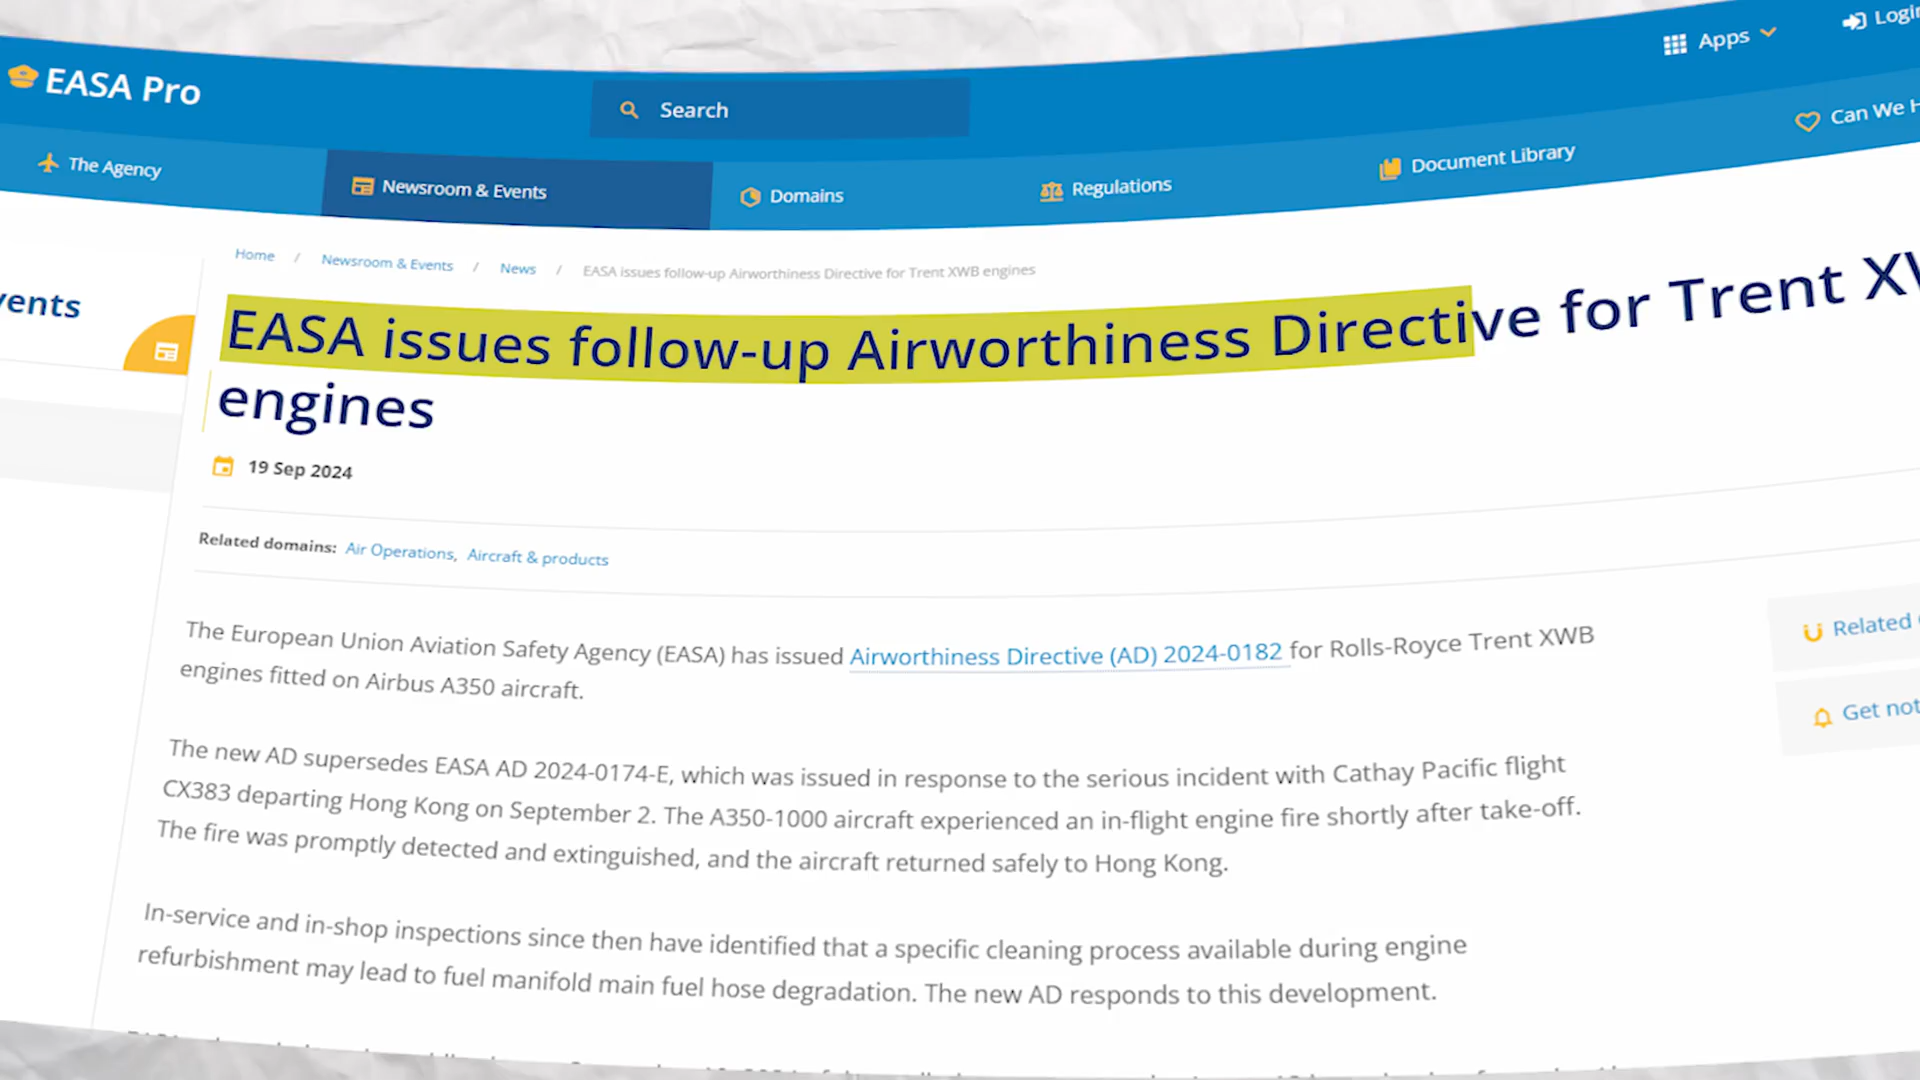 Apps
Login
EASA Pro
Search
Can We H
The Agency
Newsroom & Events
Domains
Regulations
Document Library
Home / Newsroom & Events / News / EASA issues follow-up Airworthiness Directive for Trent XWB engines
vents
EASA issues follow-up Airworthiness Directive for Trent XW
engines
19 Sep 2024
Related domains: Air Operations, Aircraft & products
The European Union Aviation Safety Agency (EASA) has issued Airworthiness Directive (AD) 2024-0182 for Rolls-Royce Trent XWB
engines fitted on Airbus A350 aircraft.
Related
Get not
The new AD supersedes EASA AD 2024-0174-E, which was issued in response to the serious incident with Cathay Pacific flight
CX383 departing Hong Kong on September 2. The A350-1000 aircraft experienced an in-flight engine fire shortly after take-off.
The fire was promptly detected and extinguished, and the aircraft returned safely to Hong Kong.
In-service and in-shop inspections since then have identified that a specific cleaning process available during engine
refurbishment may lead to fuel manifold main fuel hose degradation. The new AD responds to this development.